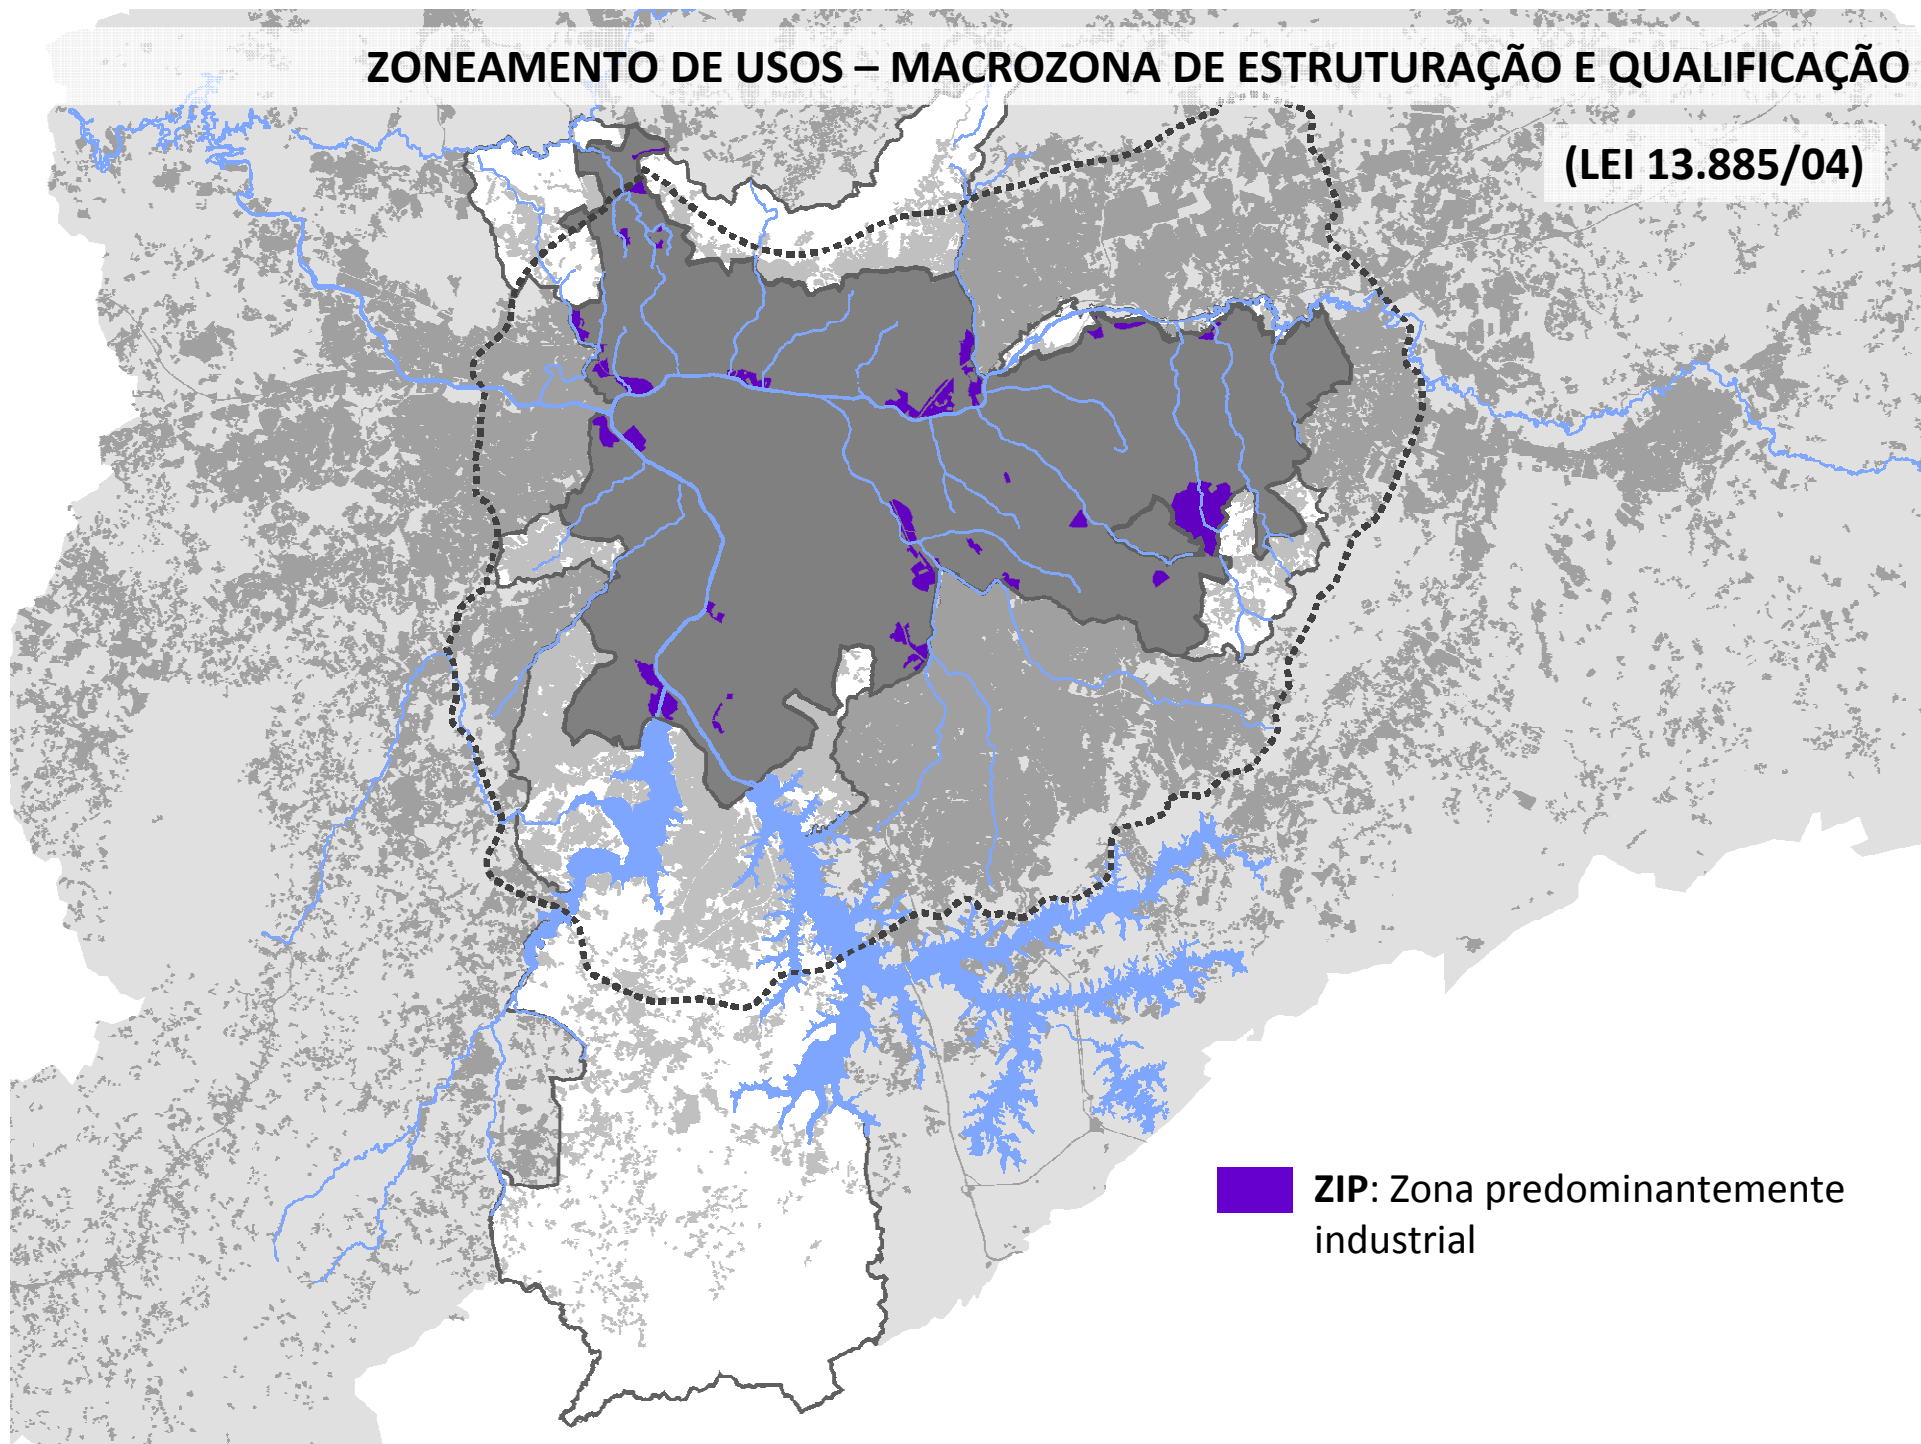 ZONEAMENTO DE USOS – MACROZONA DE ESTRUTURAÇÃO E QUALIFICAÇÃO
(LEI 13.885/04)
ZIP: Zona predominantemente
industrial